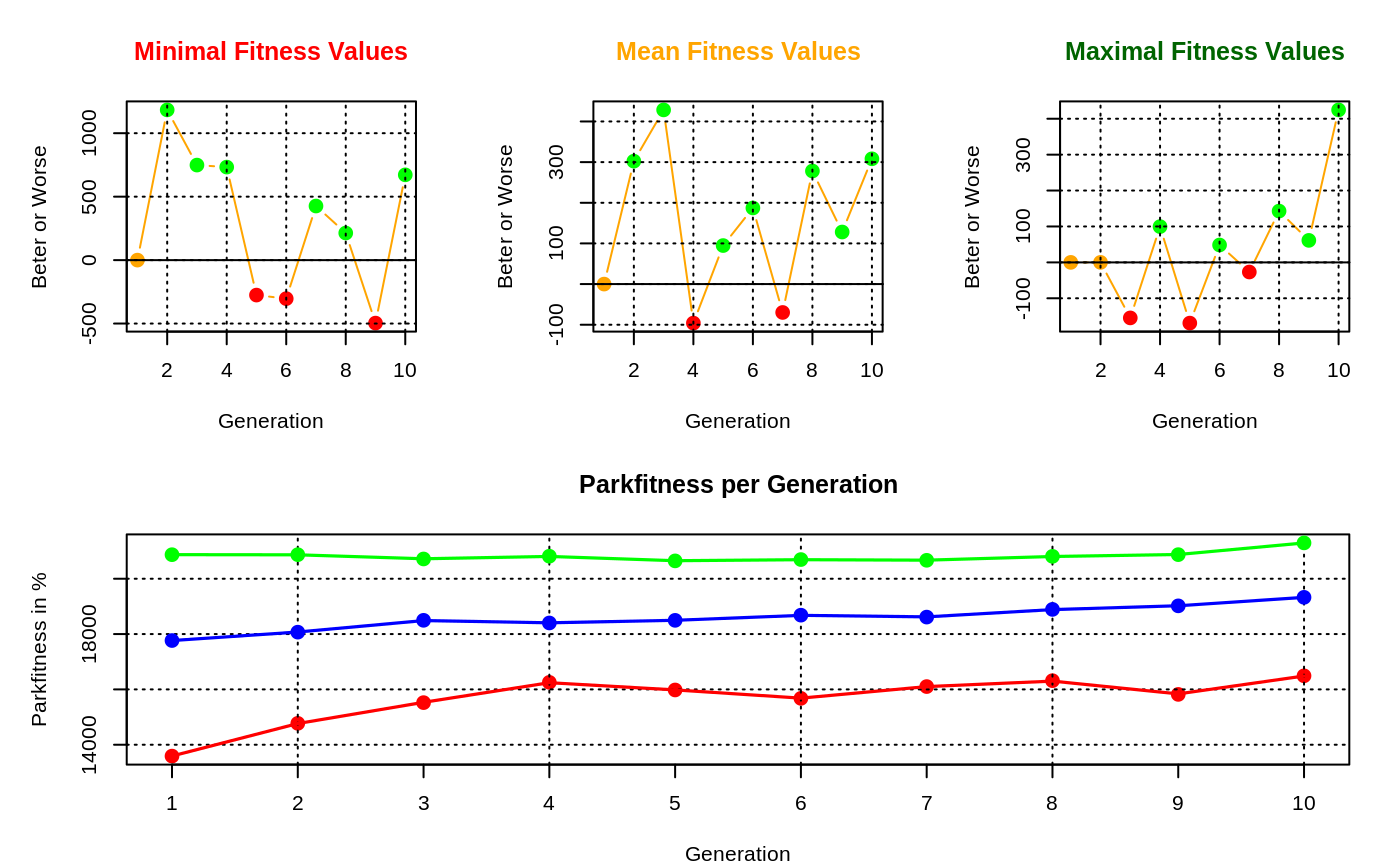 Minimal Fitness Values
Mean Fitness Values
Maximal Fitness Values
Beter or Worse
-500
0
500
1000
2 4 6 8 10
Generation
Beter or Worse
-100
100
300
2 4 6 8 10
Generation
Beter or Worse
-100
100
300
2 4 6 8 10
Generation
Parkfitness per Generation
Parkfitness in %
14000
18000
1 2 3 4 5 6 7 8 9 10
Generation